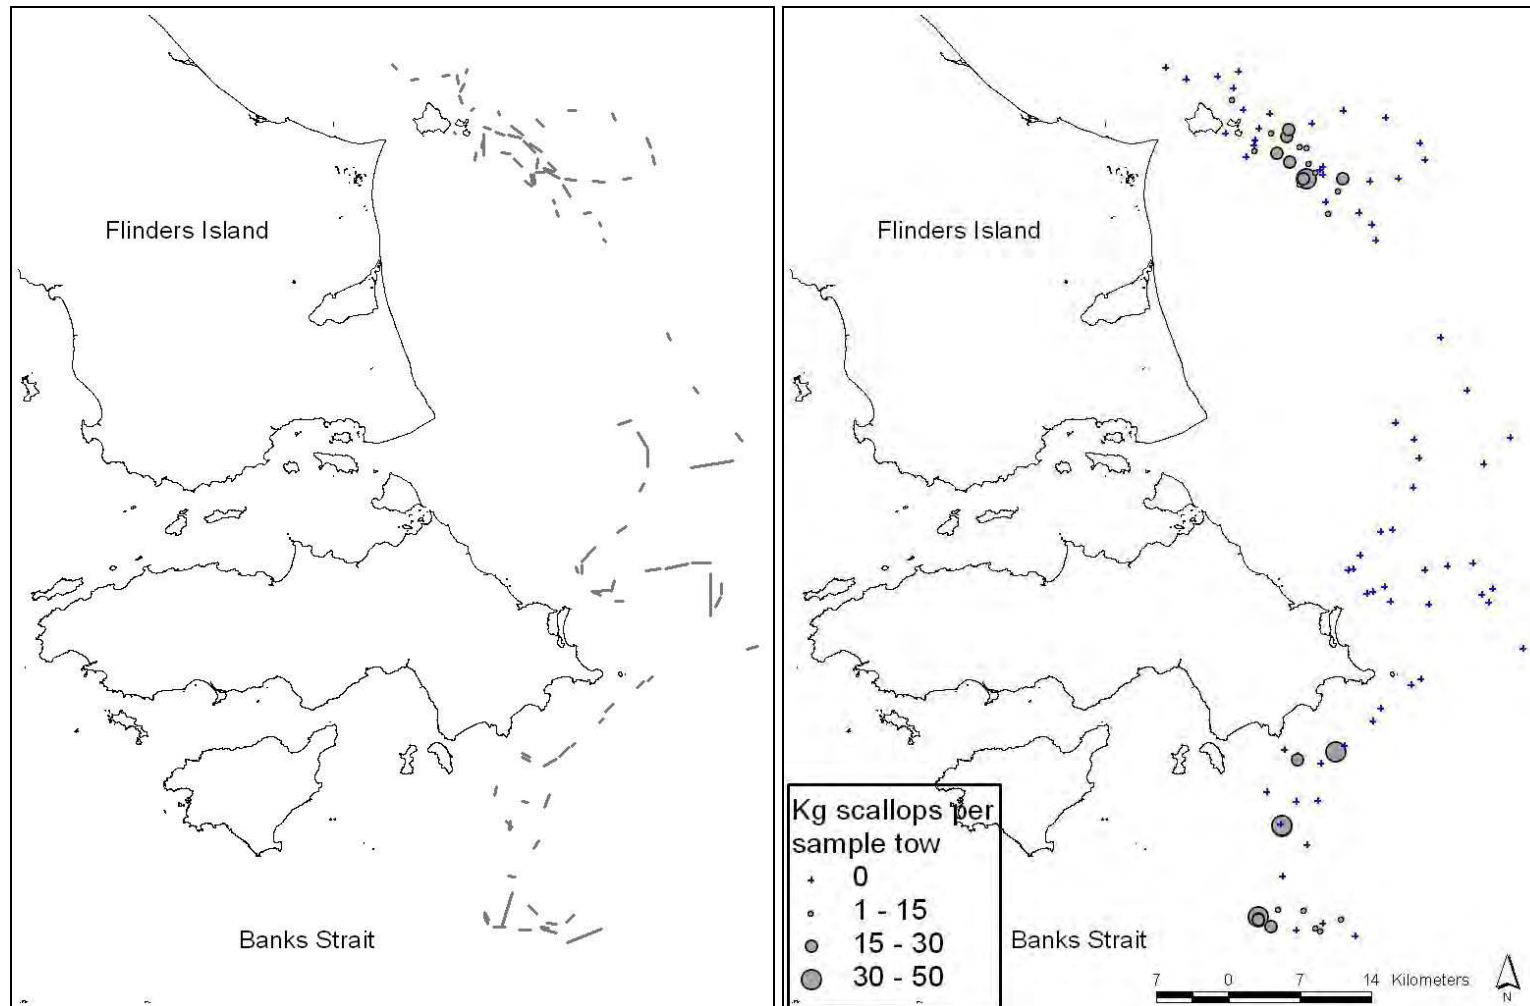 Flinders Island
Banks Strait
Flinders Island
Kg scallops per
sample tow
0
1 - 15
15 - 30
30 - 50
Banks Strait
7 0 7 14 Kilometers
N